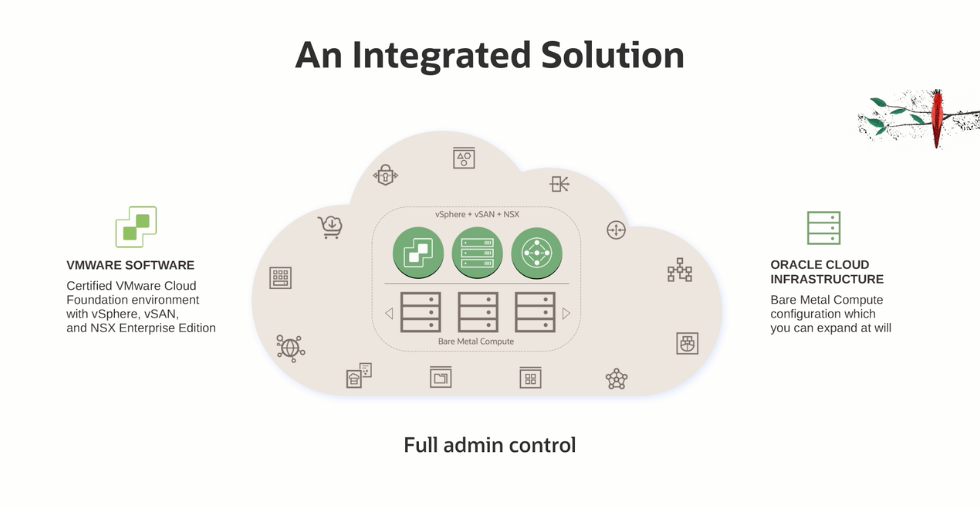 An Integrated Solution
vSphere + vSAN + NSX
Bare Metal Compute
VMWARE SOFTWARE
Certified VMware Cloud
Foundation environment
with vSphere, vSAN,
and NSX Enterprise Edition
ORACLE CLOUD
INFRASTRUCTURE
Bare Metal Compute
configuration which
you can expand at will
Full admin control